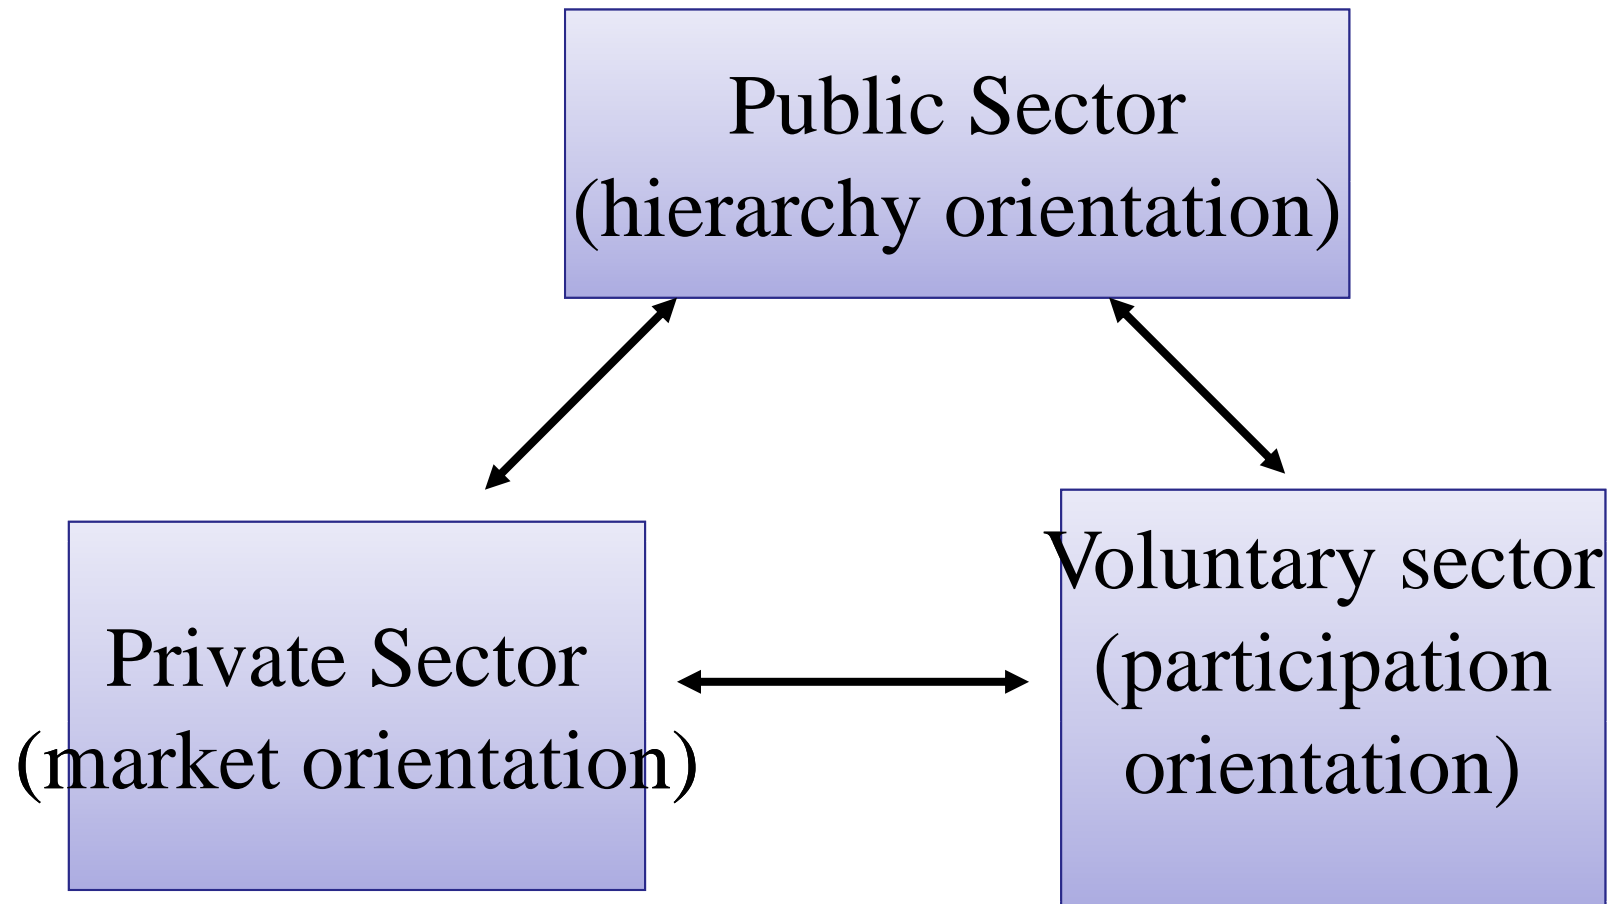 Public Sector
(hierarchy orientation)
Private Sector
(market orientation)
Voluntary sector
(participation
orientation)